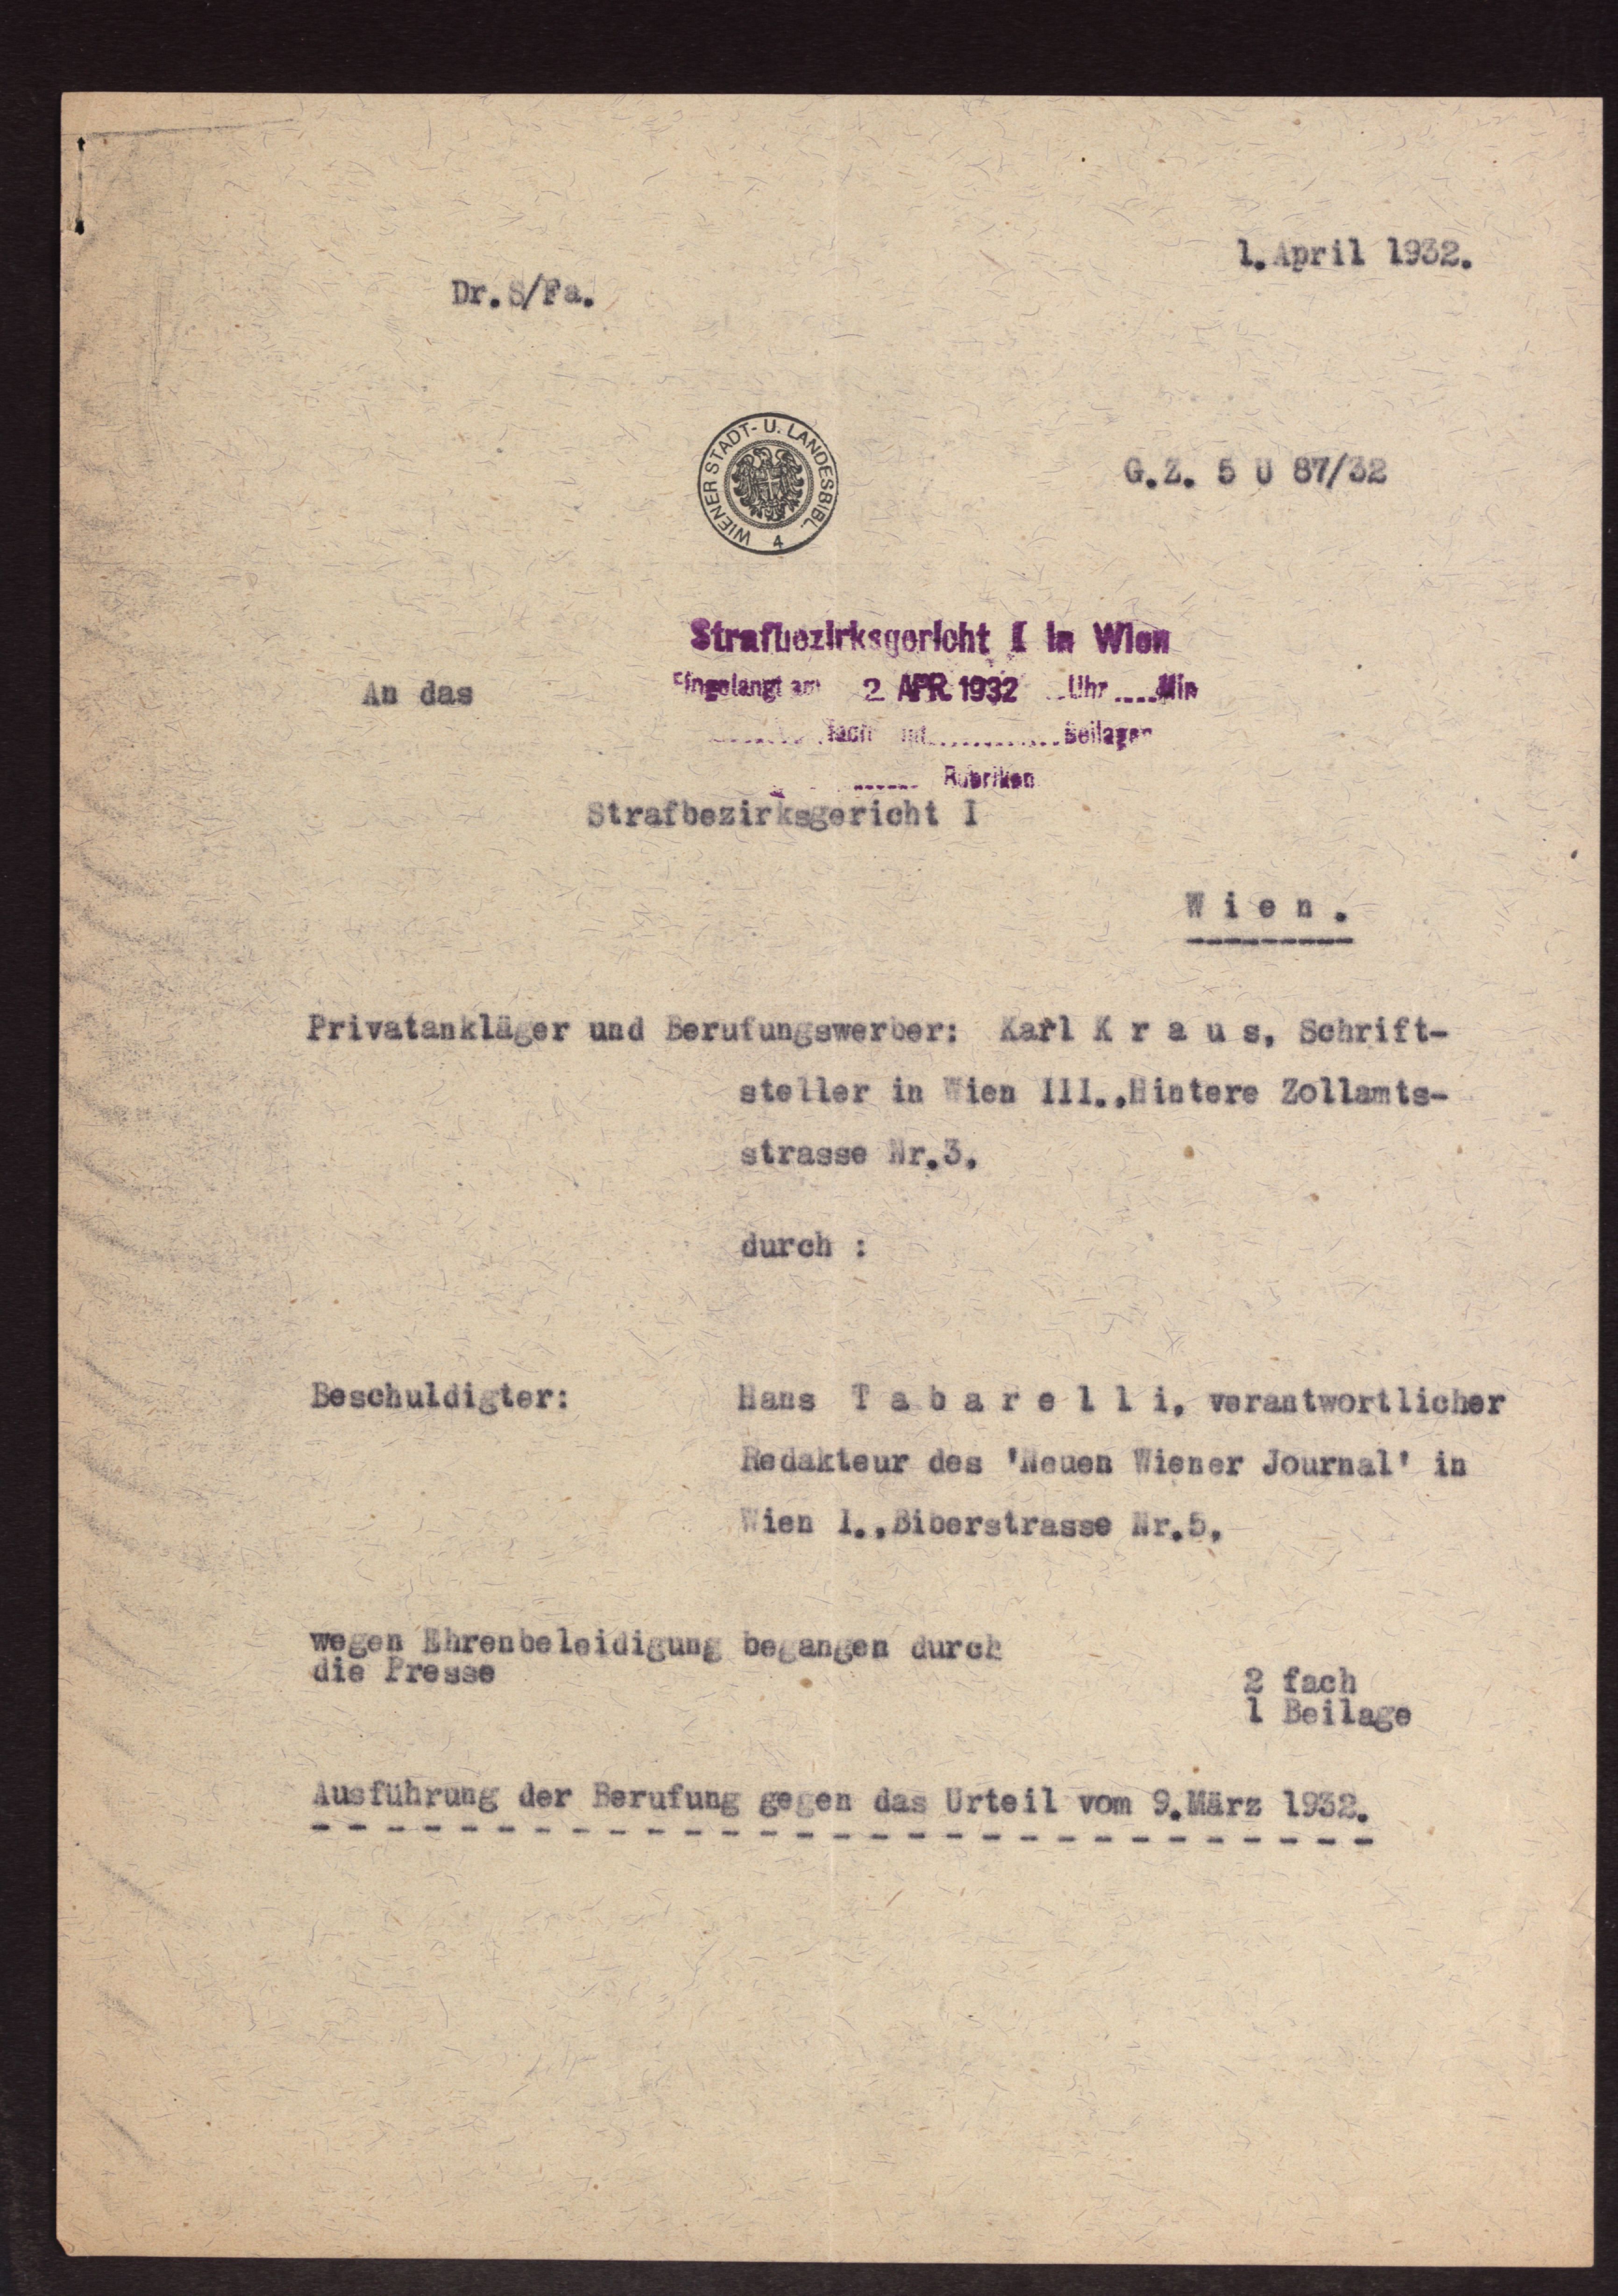 1.April 1932.
Dr.S/Fa.
WIENER STADT- U. LANDESBIBL.
4
G.Z. 5 U 87/32
Strafbezirksgericht I in Wien
An das
Eingelangt am 2 APR 1932 Uhr ....Min
fach mit.............Beilagen
Rubriken
Strafbezirksgericht I
W i e n .
Privatankläger und Berufungswerber: Karl K r a u s, Schrift-
steller in Wien III.,Hintere Zollamts-
strasse Nr.3,
durch :
Beschuldigter: Hans T a b a r e l l i, verantwortlicher
Redakteur des 'Neuen Wiener Journal' in
Wien I.,Biberstrasse Nr.5,
wegen Ehrenbeleidigung begangen durch
die Presse
2 fach
1 Beilage
Ausführung der Berufung gegen das Urteil vom 9.März 1932.